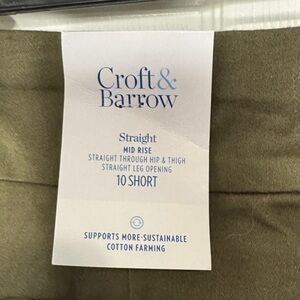 Croft&
Barrow
Straight
MID RISE
STRAIGHT THROUGH HIP & THIGH
STRAIGHT LEG OPENING
10 SHORT
SUPPORTS MORE-SUSTAINABLE
COTTON FARMING